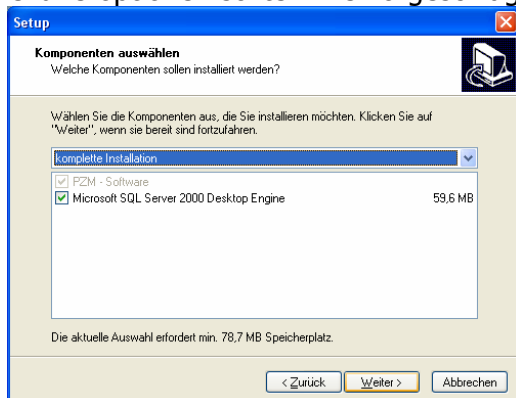 Setup
Komponenten auswählen
Welche Komponenten sollen installiert werden?
Wählen Sie die Komponenten aus, die Sie installieren möchten. Klicken Sie auf
"Weiter", wenn sie bereit sind fortzufahren.
komplette Installation
PZM - Software
Microsoft SQL Server 2000 Desktop Engine 59,6 MB
Die aktuelle Auswahl erfordert min. 78,7 MB Speicherplatz.
< Zurück Weiter > Abbrechen